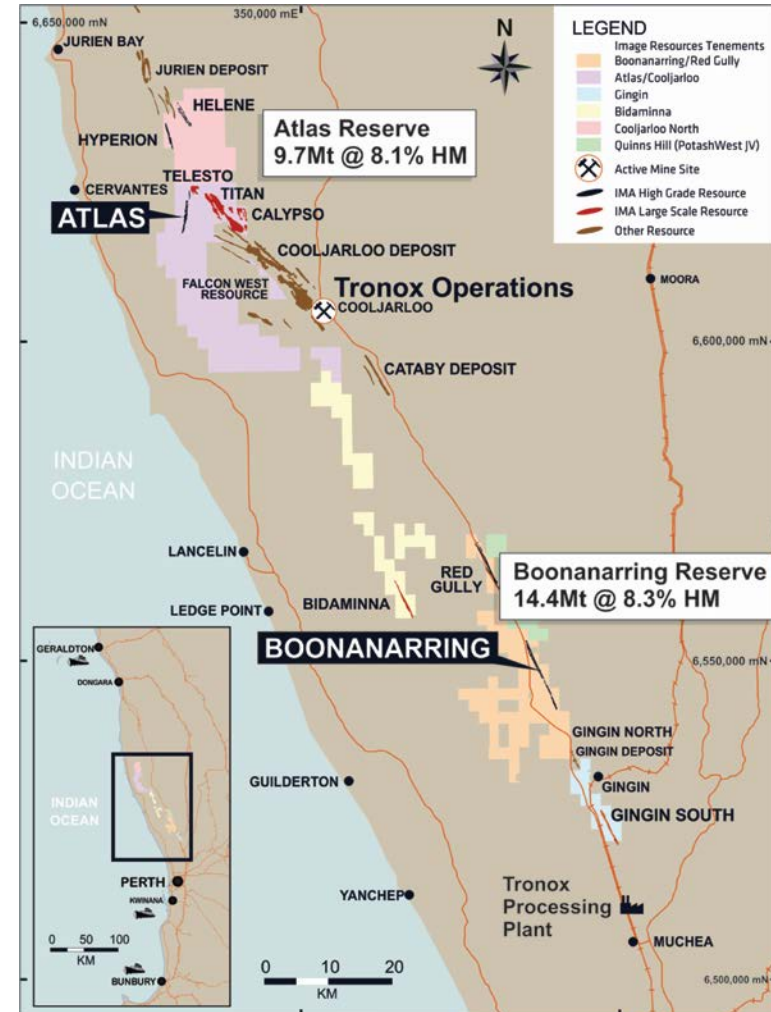 6,650,000 mN
350,000 mE
JURIEN BAY
JURIEN DEPOSIT
HELENE
HYPERION
N
LEGEND
Image Resources Tenements
Boonanarring/Red Gully
Atlas/Cooljarloo
Gingin
Bidaminna
Cooljarloo North
Quinns Hill (PotashWest JV)
Active Mine Site
IMA High Grade Resource
IMA Large Scale Resource
Other Resource
Atlas Reserve
9.7Mt @ 8.1% HM
TELESTO
TITAN
CERVANTES
CALYPSO
ATLAS
COOLJARLOO DEPOSIT
FALCON WEST
RESOURCE
Tronox Operations
COOLJARLOO
MOORA
6,600,000 mN
CATABY DEPOSIT
INDIAN
OCEAN
LANCELIN
RED
GULLY
Boonanarring Reserve
14.4Mt @ 8.3% HM
BIDAMINNA
LEDGE POINT
BOONANARRING
6,550,000 mN
GINGIN NORTH
GINGIN DEPOSIT
GINGIN
GUILDERTON
GINGIN SOUTH
YANCHEP
Tronox
Processing
Plant
MUCHEA
6,500,000 mN
0 10 20
KM
GERALDTON
DONGARA
INDIAN
OCEAN
PERTH
KWINANA
0 50 100
KM
BUNBURY